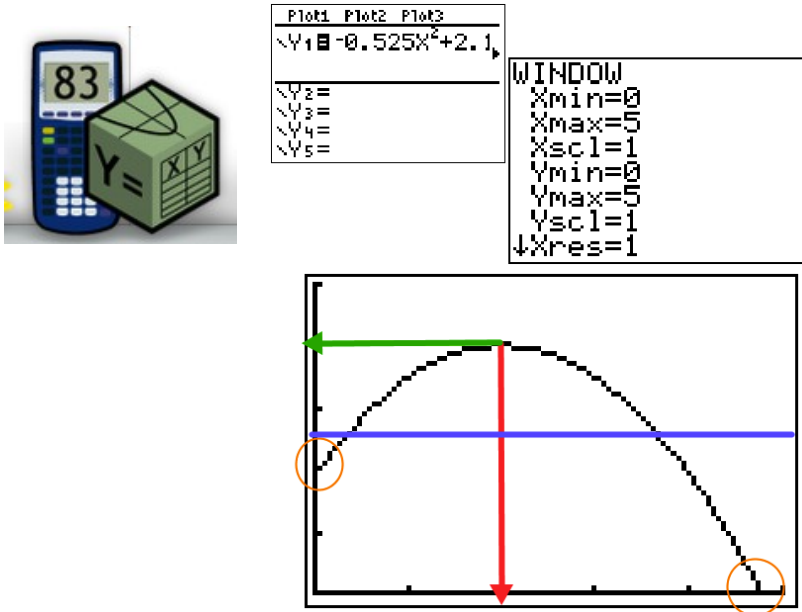 83
Y=
X Y
Plot1 Plot2 Plot3
\Y₁=-0.525X²+2.1
\Y₂=
\Y₃=
\Y₄=
\Y₅=
WINDOW
Xmin=0
Xmax=5
Xscl=1
Ymin=0
Ymax=5
Yscl=1
↓Xres=1